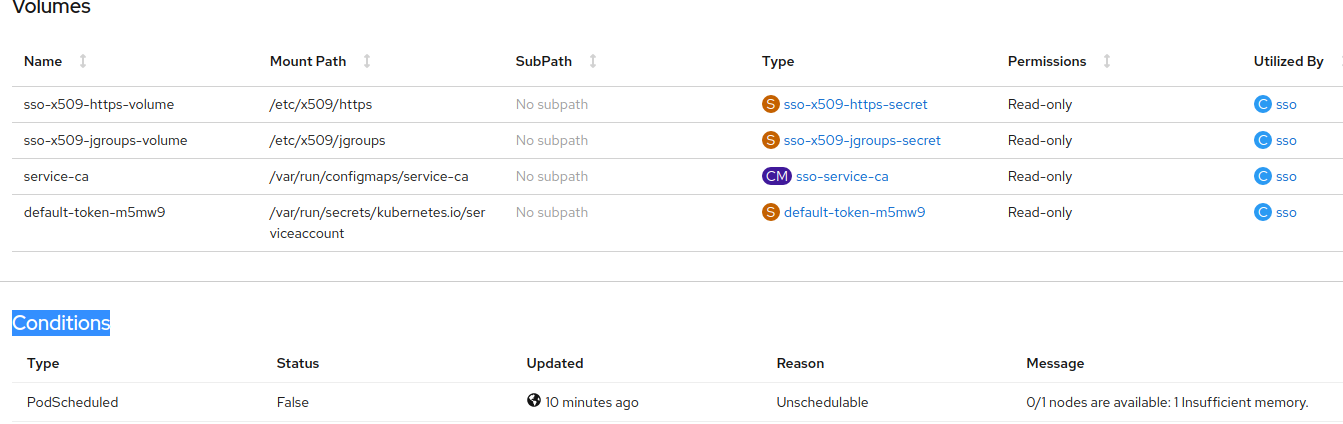 Volumes
Name Mount Path SubPath Type Permissions Utilized By
sso-x509-https-volume /etc/x509/https No subpath S sso-x509-https-secret Read-only C sso
sso-x509-jgroups-volume /etc/x509/jgroups No subpath S sso-x509-jgroups-secret Read-only C sso
service-ca /var/run/configmaps/service-ca No subpath CM sso-service-ca Read-only C sso
default-token-m5mw9 /var/run/secrets/kubernetes.io/ser No subpath S default-token-m5mw9 Read-only C sso
viceaccount
Conditions
Type Status Updated Reason Message
PodScheduled False 10 minutes ago Unschedulable 0/1 nodes are available: 1 Insufficient memory.